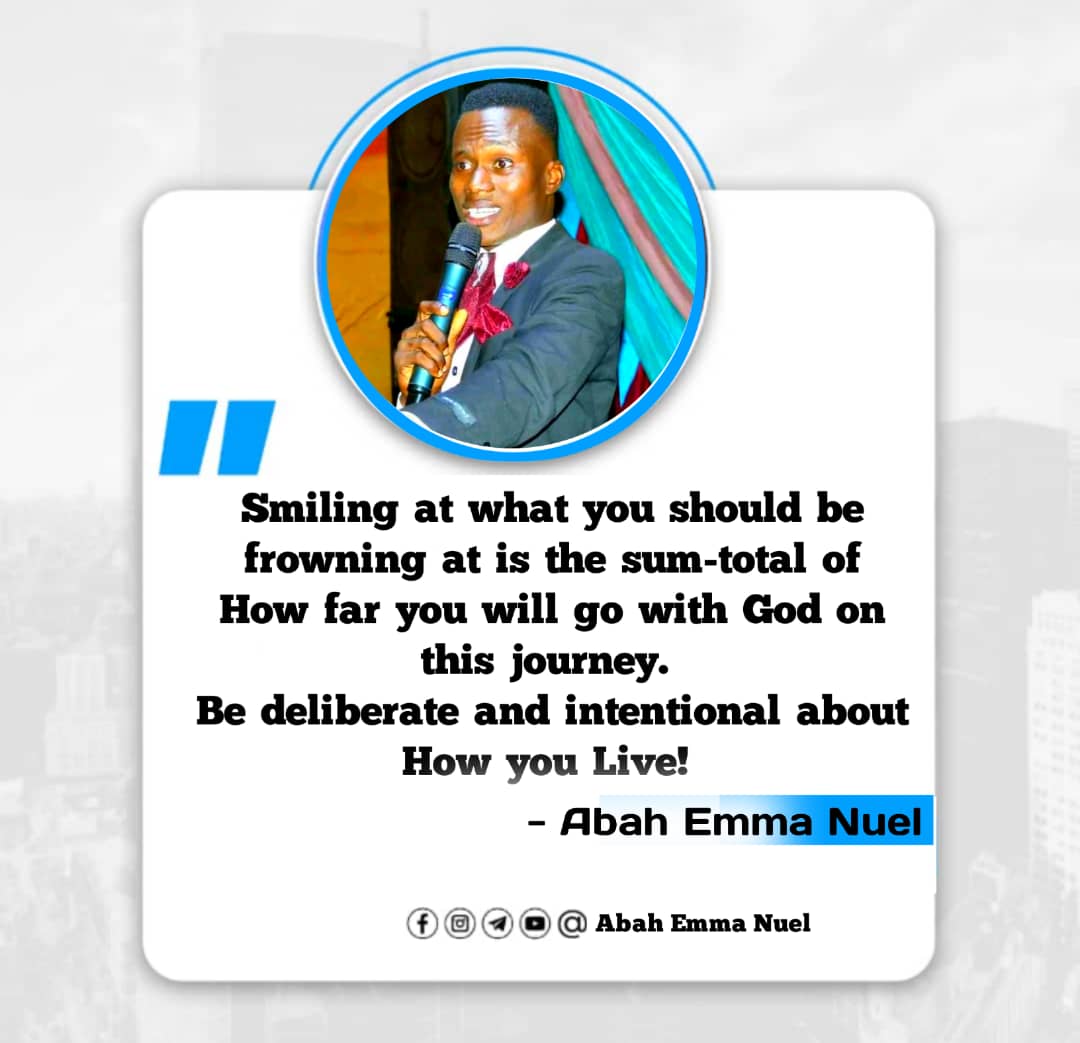 Smiling at what you should be
frowning at is the sum-total of
How far you will go with God on
this journey.
Be deliberate and intentional about
How you Live!
- Abah Emma Nuel
@ Abah Emma Nuel